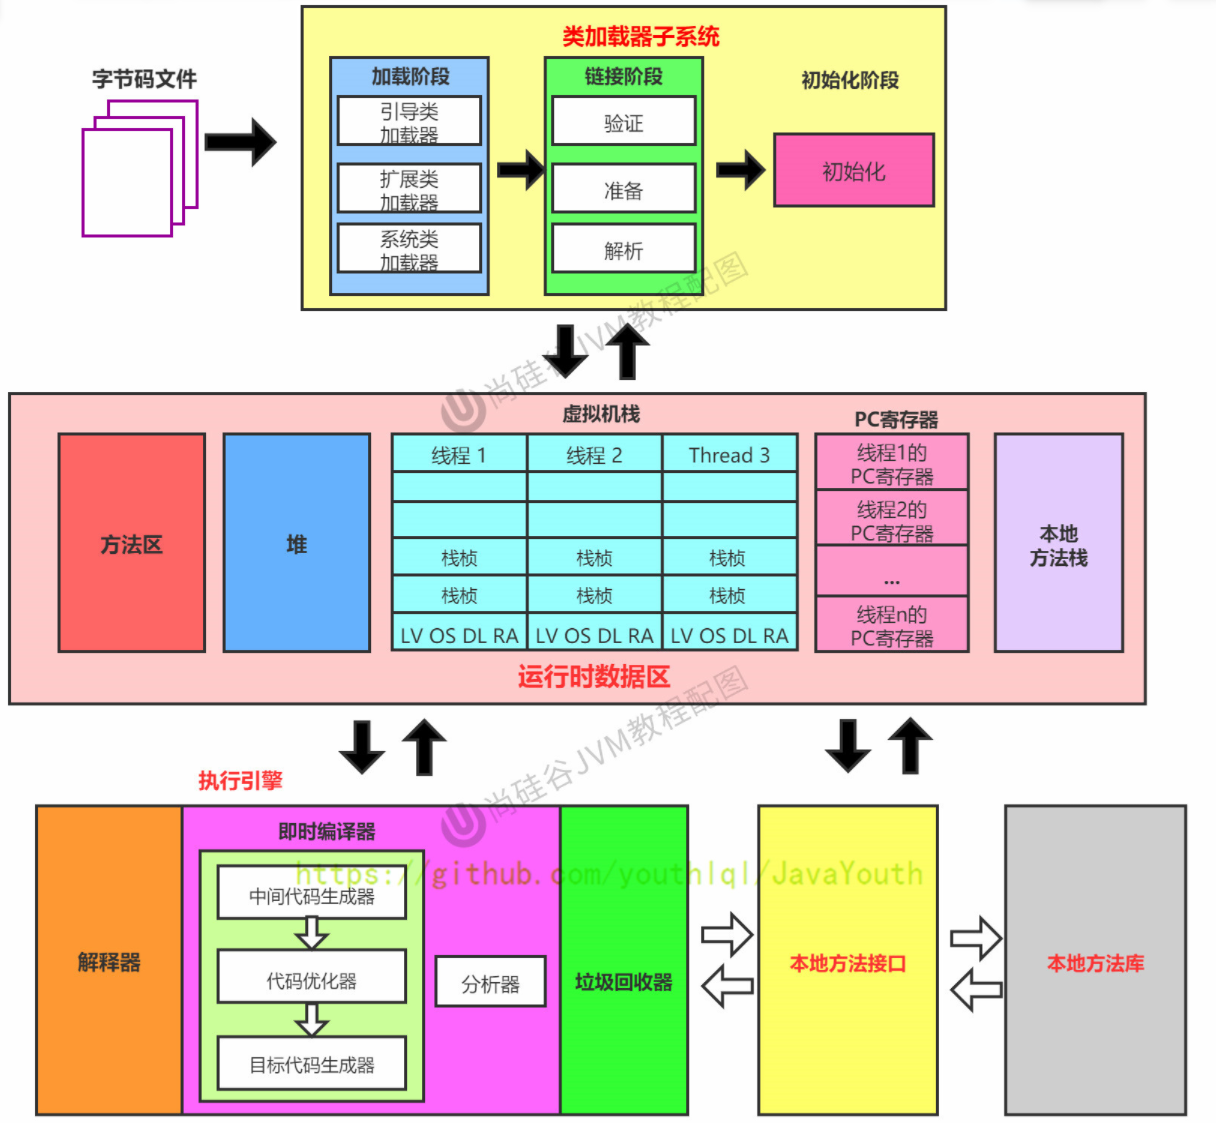 类加载器子系统
字节码文件
加载阶段
引导类
加载器
扩展类
加载器
系统类
加载器
链接阶段
验证
准备
解析
初始化阶段
初始化
尚硅谷JVM教程配图
虚拟机栈
PC寄存器
方法区
堆
线程 1
线程 2
Thread 3
栈桢
栈桢
栈桢
栈桢
栈桢
栈桢
LV OS DL RA
LV OS DL RA
LV OS DL RA
线程1的
PC寄存器
线程2的
PC寄存器
...
线程n的
PC寄存器
本地
方法栈
运行时数据区
尚硅谷JVM教程配图
执行引擎
解释器
即时编译器
https://github.com/youthlql/JavaYouth
中间代码生成器
代码优化器
目标代码生成器
分析器
垃圾回收器
本地方法接口
本地方法库